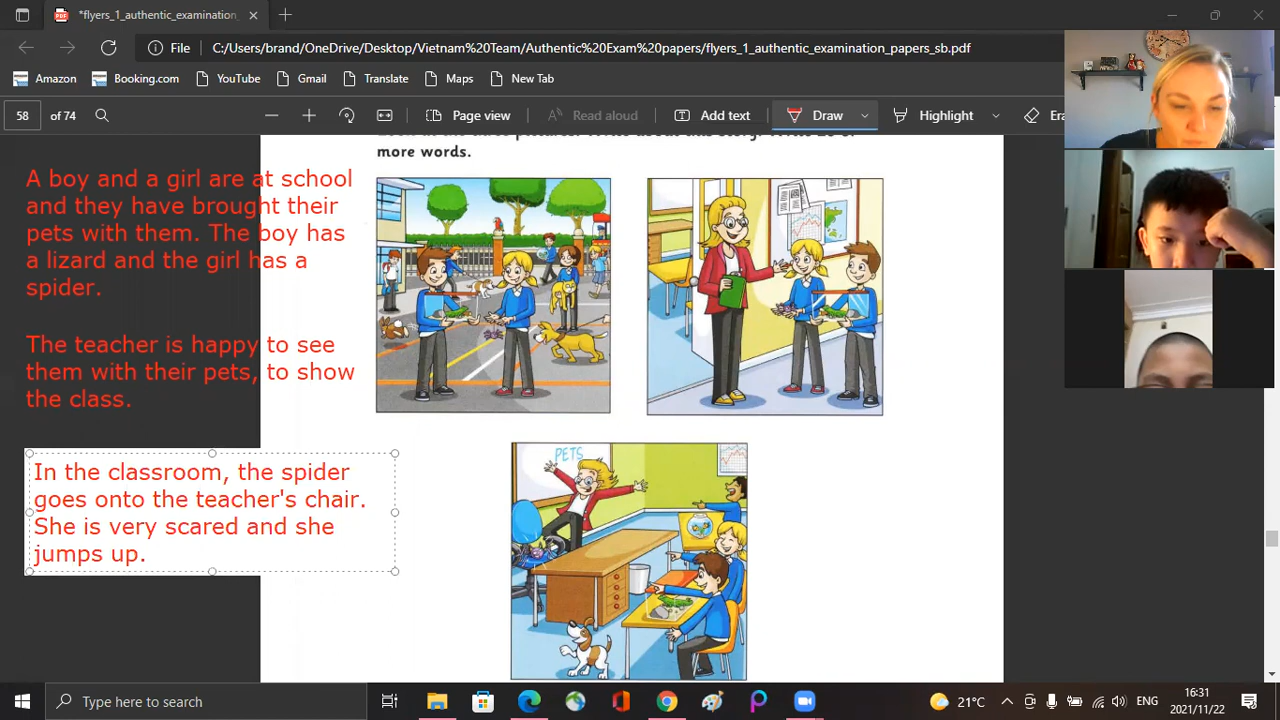 *flyers_1_authentic_examination_
File
C:/Users/brand/OneDrive/Desktop/Vietnam%20Team/Authentic%20Exam%20papers/flyers_1_authentic_examination_papers_sb.pdf
Amazon
Booking.com
YouTube
Gmail
Translate
Maps
New Tab
58 of 74
Page view
Read aloud
Add text
Draw
Highlight
Era
more words.
A boy and a girl are at school
and they have brought their
pets with them. The boy has
a lizard and the girl has a
spider.
The teacher is happy to see
them with their pets, to show
the class.
In the classroom, the spider
goes onto the teacher's chair.
She is very scared and she
jumps up.
PETS
Type here to search
21°C
ENG
16:31
2021/11/22